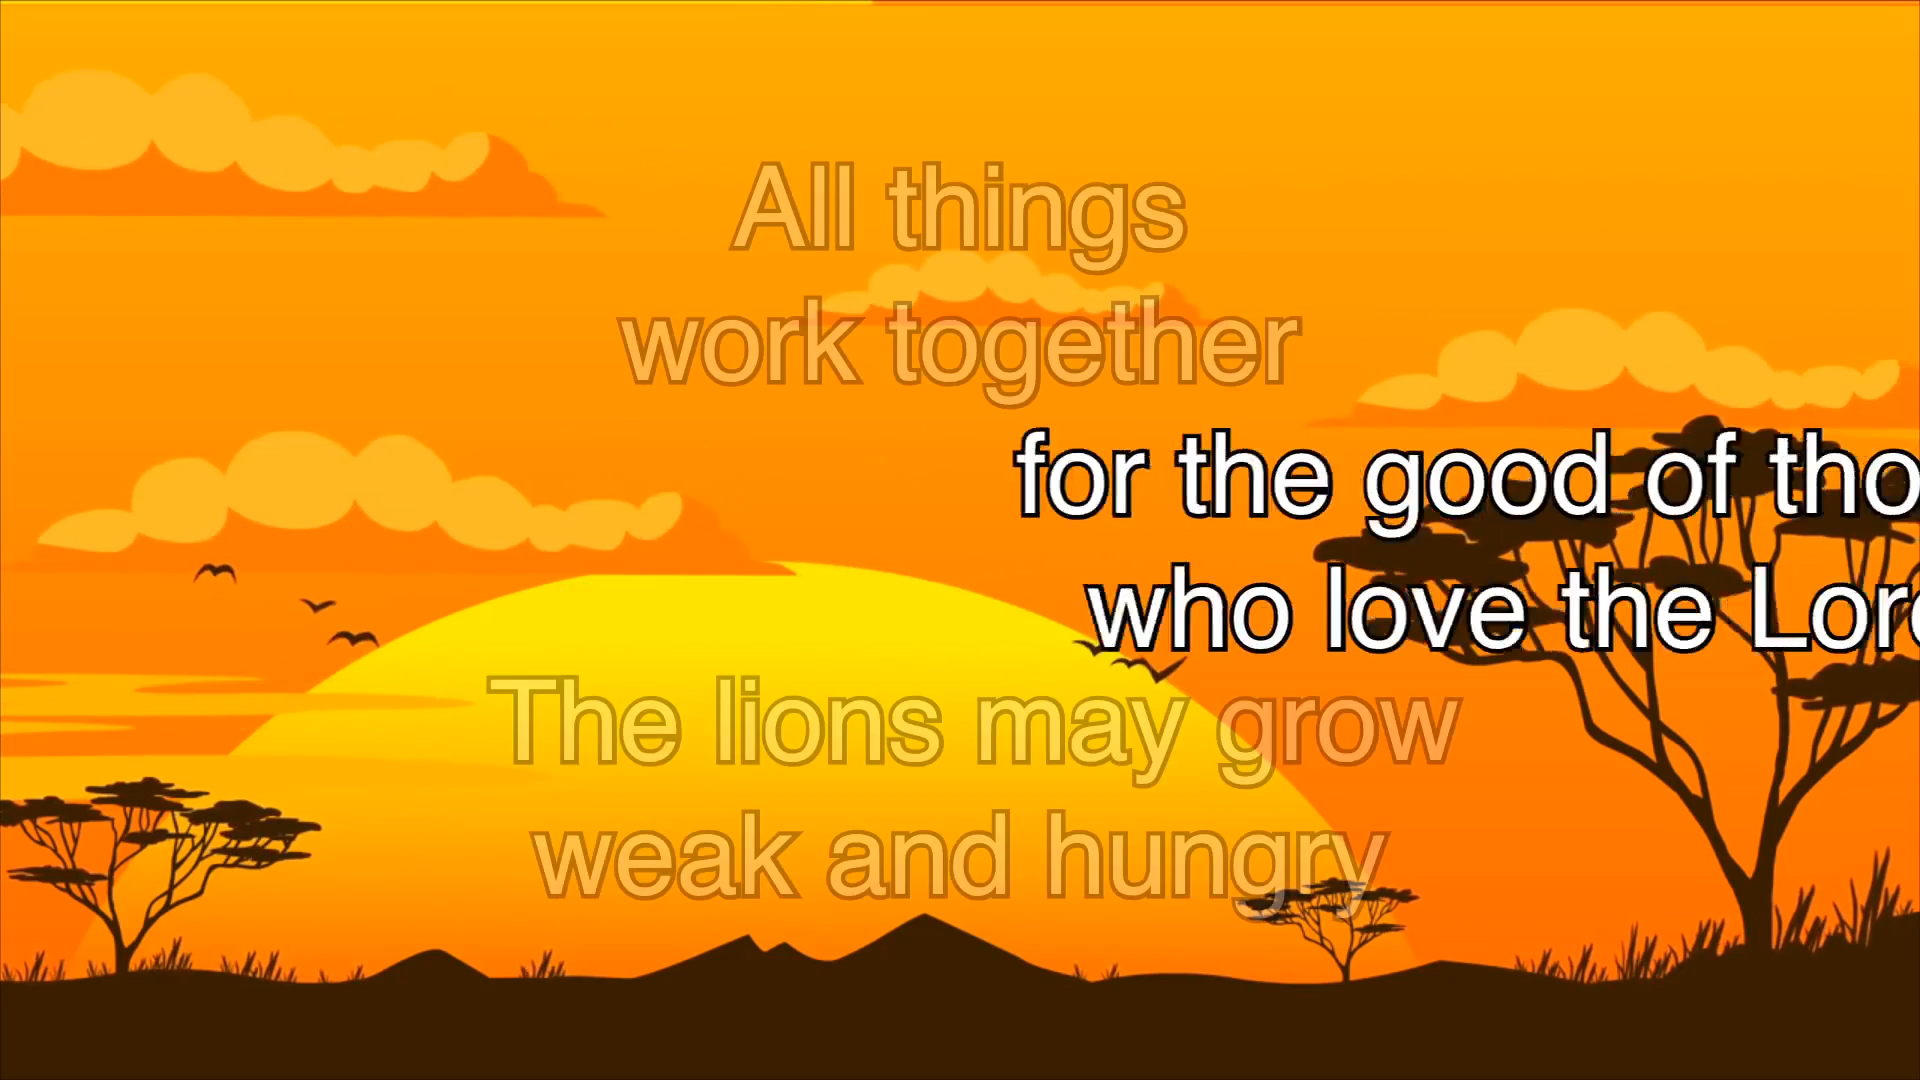 All things
work together
for the good of tho
who love the Lord
The lions may grow
weak and hungry